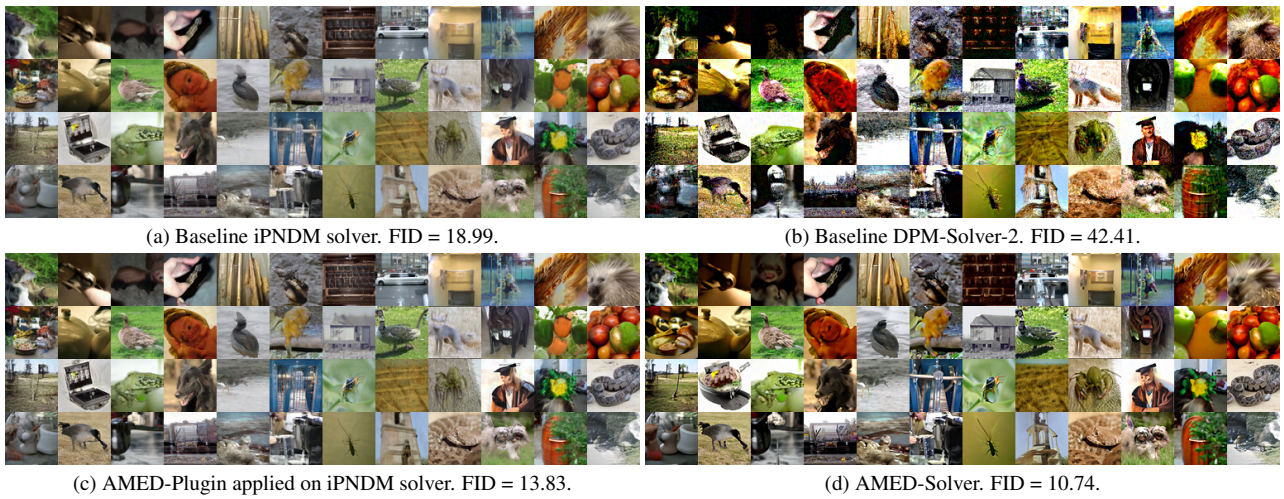 (a) Baseline iPNDM solver. FID = 18.99.
(b) Baseline DPM-Solver-2. FID = 42.41.
(c) AMED-Plugin applied on iPNDM solver. FID = 13.83.
(d) AMED-Solver. FID = 10.74.